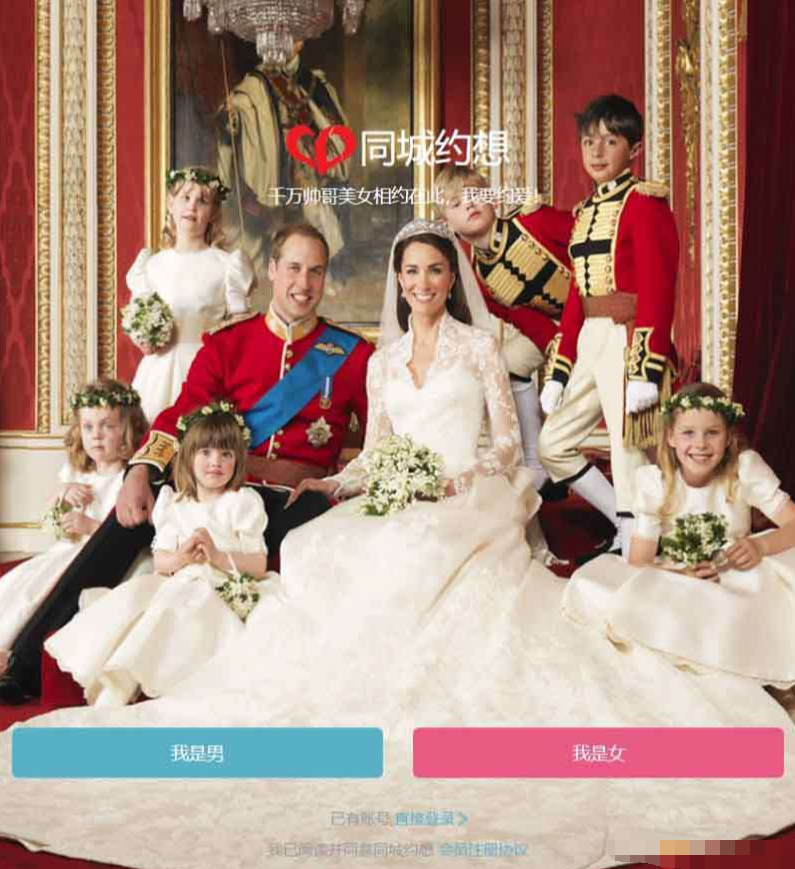 同城约想
千万帅哥美女相约在此，我要约爱！
我是男
我是女
已有账号 直接登录
我已阅读并同意同城约想 会员注册协议